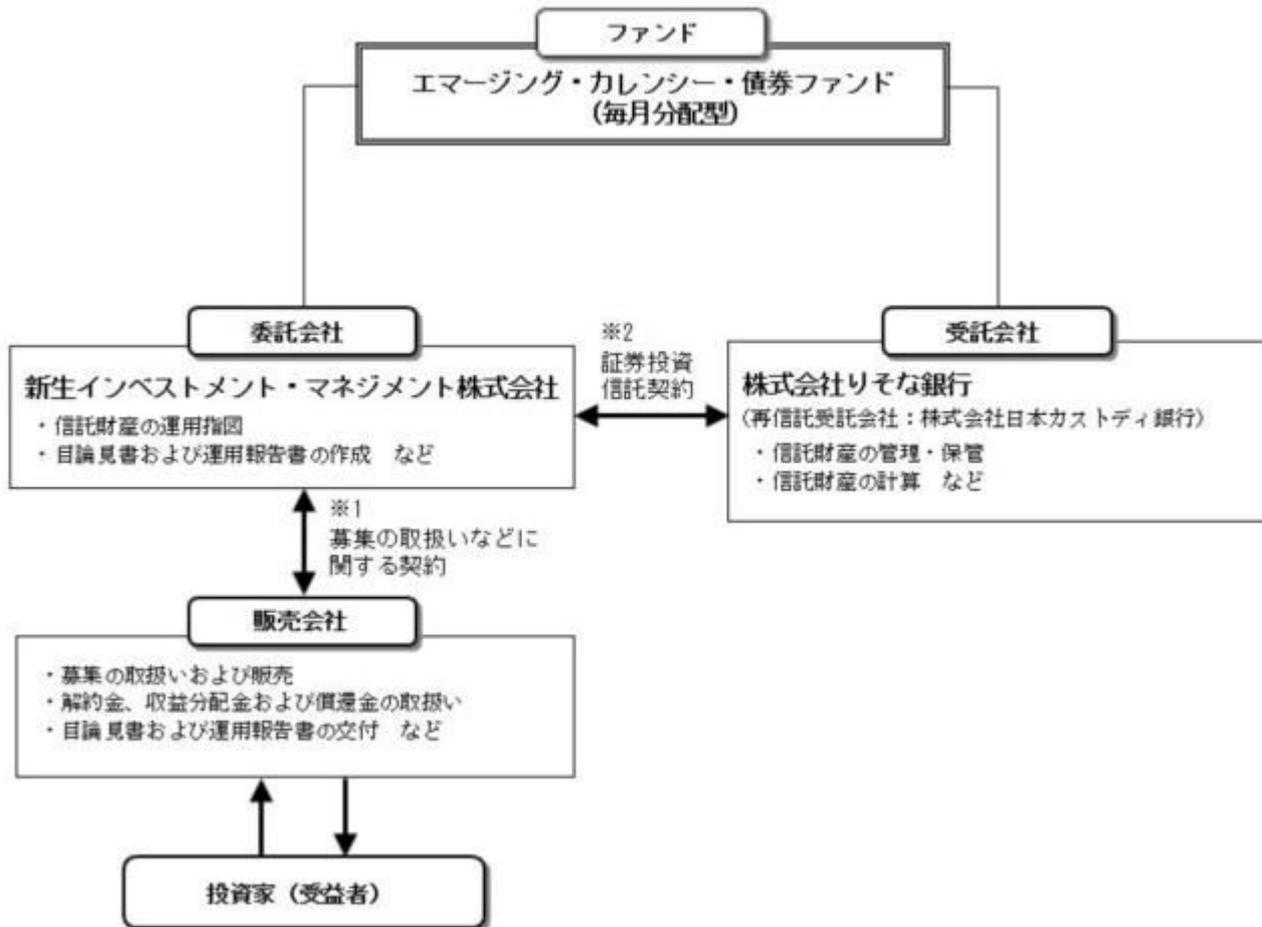 ファンド
エマージング・カレンシー・債券ファンド
(毎月分配型)
委託会社
新生インベストメント・マネジメント株式会社
・信託財産の運用指図
・目論見書および運用報告書の作成　など
※2
証券投資
信託契約
受託会社
株式会社りそな銀行
(再信託受託会社：株式会社日本カストディ銀行)
・信託財産の管理・保管
・信託財産の計算　など
※1
募集の取扱いなどに
関する契約
販売会社
・募集の取扱いおよび販売
・解約金、収益分配金および償還金の取扱い
・目論見書および運用報告書の交付　など
投資家（受益者）